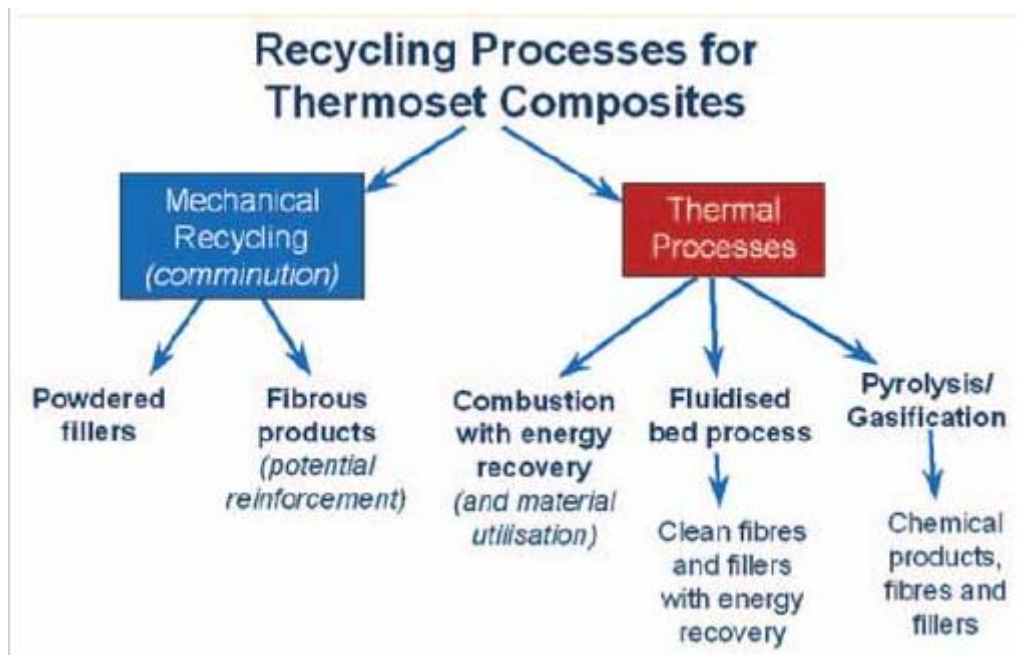 Recycling Processes for
Thermoset Composites
Mechanical
Recycling
(comminution)
Thermal
Processes
Powdered
fillers
Fibrous
products
(potential
reinforcement)
Combustion
with energy
recovery
(and material
utilisation)
Fluidised
bed process
Clean fibres
and fillers
with energy
recovery
Pyrolysis/
Gasification
Chemical
products,
fibres and
fillers